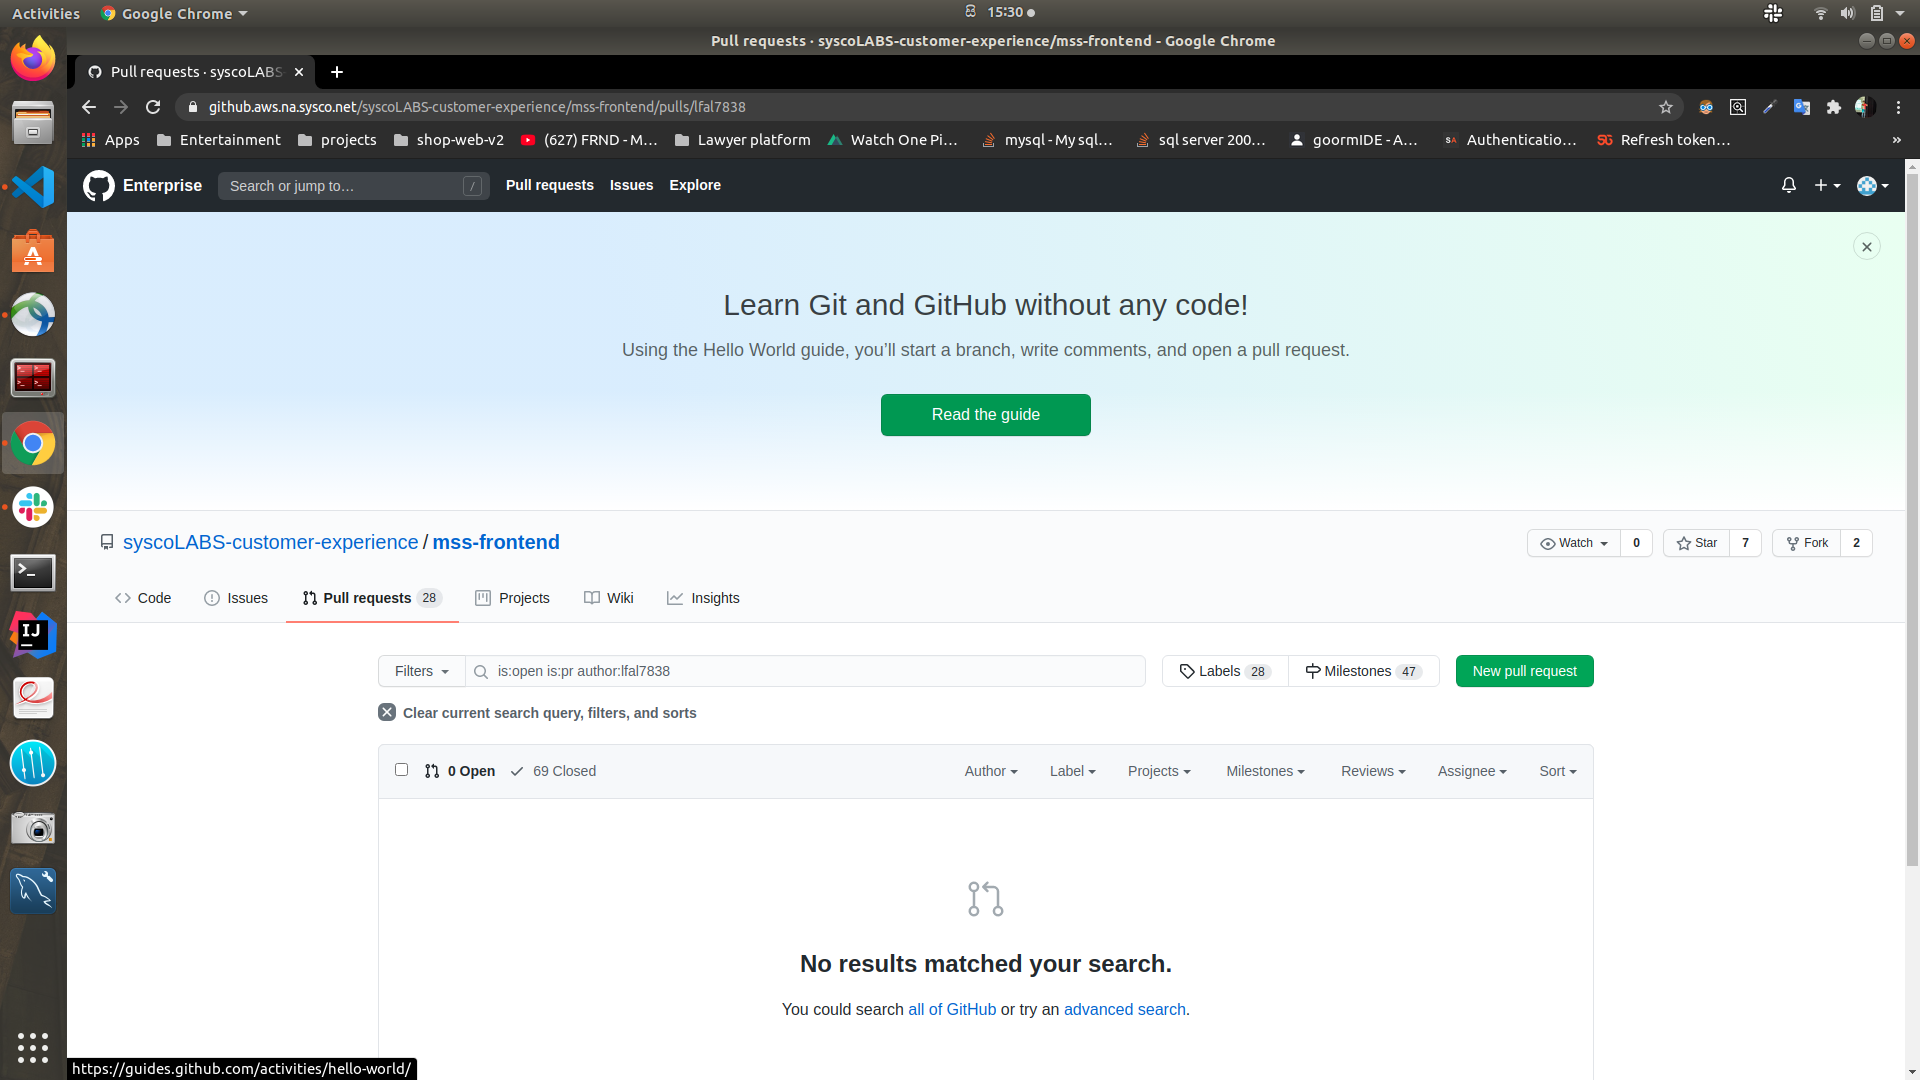 Activities
Google Chrome
සි 15:30
Pull requests · syscoLABS-customer-experience/mss-frontend - Google Chrome
Pull requests · syscoLABS
github.aws.na.sysco.net/syscoLABS-customer-experience/mss-frontend/pulls/lfal7838
Apps
Entertainment
projects
shop-web-v2
(627) FRND - M…
Lawyer platform
Watch One Pi…
mysql - My sql…
sql server 200…
goormIDE - A…
SA
Authenticatio…
SG
Refresh token…
»
Enterprise
Search or jump to…
/
Pull requests
Issues
Explore
Learn Git and GitHub without any code!
Using the Hello World guide, you’ll start a branch, write comments, and open a pull request.
Read the guide
syscoLABS-customer-experience / mss-frontend
Watch 0
Star 7
Fork 2
Code
Issues
Pull requests 28
Projects
Wiki
Insights
Filters
is:open is:pr author:lfal7838
Labels 28
Milestones 47
New pull request
Clear current search query, filters, and sorts
0 Open
69 Closed
Author
Label
Projects
Milestones
Reviews
Assignee
Sort
No results matched your search.
You could search all of GitHub or try an advanced search.
IJ
https://guides.github.com/activities/hello-world/